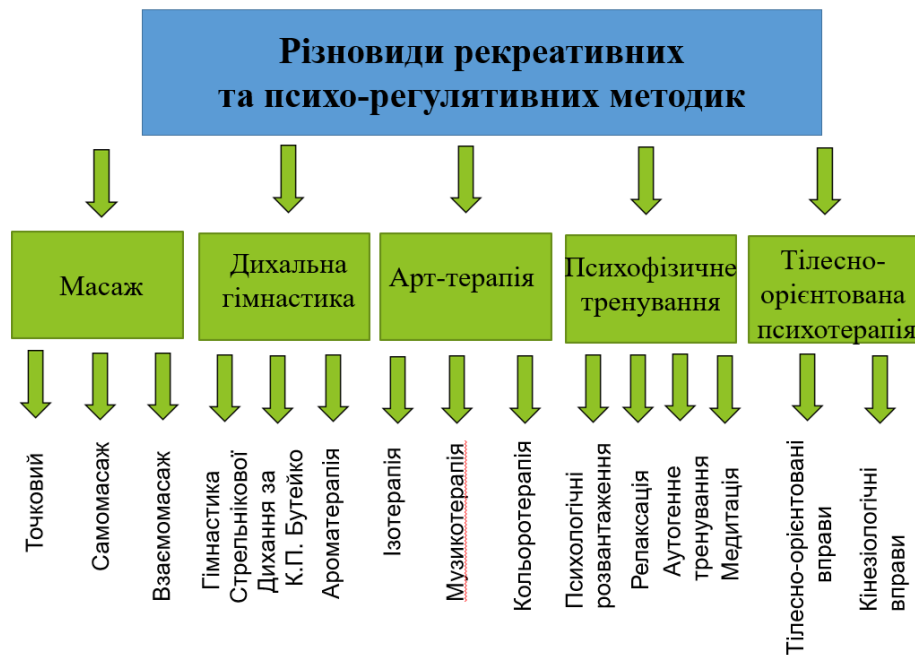 Різновиди рекреативних
та психо-регулятивних методик
Масаж
Дихальна
гімнастика
Арт-терапія
Психофізичне
тренування
Тілесно-
орієнтована
психотерапія
Точковий
Самомасаж
Взаємомасаж
Гімнастика
Стрельнікової
Дихання за
К.П. Бутейко
Ароматерапія
Ізотерапія
Музикотерапія
Кольоротерапія
Психологічні
розвантаження
Релаксація
Аутогенне
тренування
Медитація
Тілесно-орієнтовані
вправи
Кінезіологічні
вправи